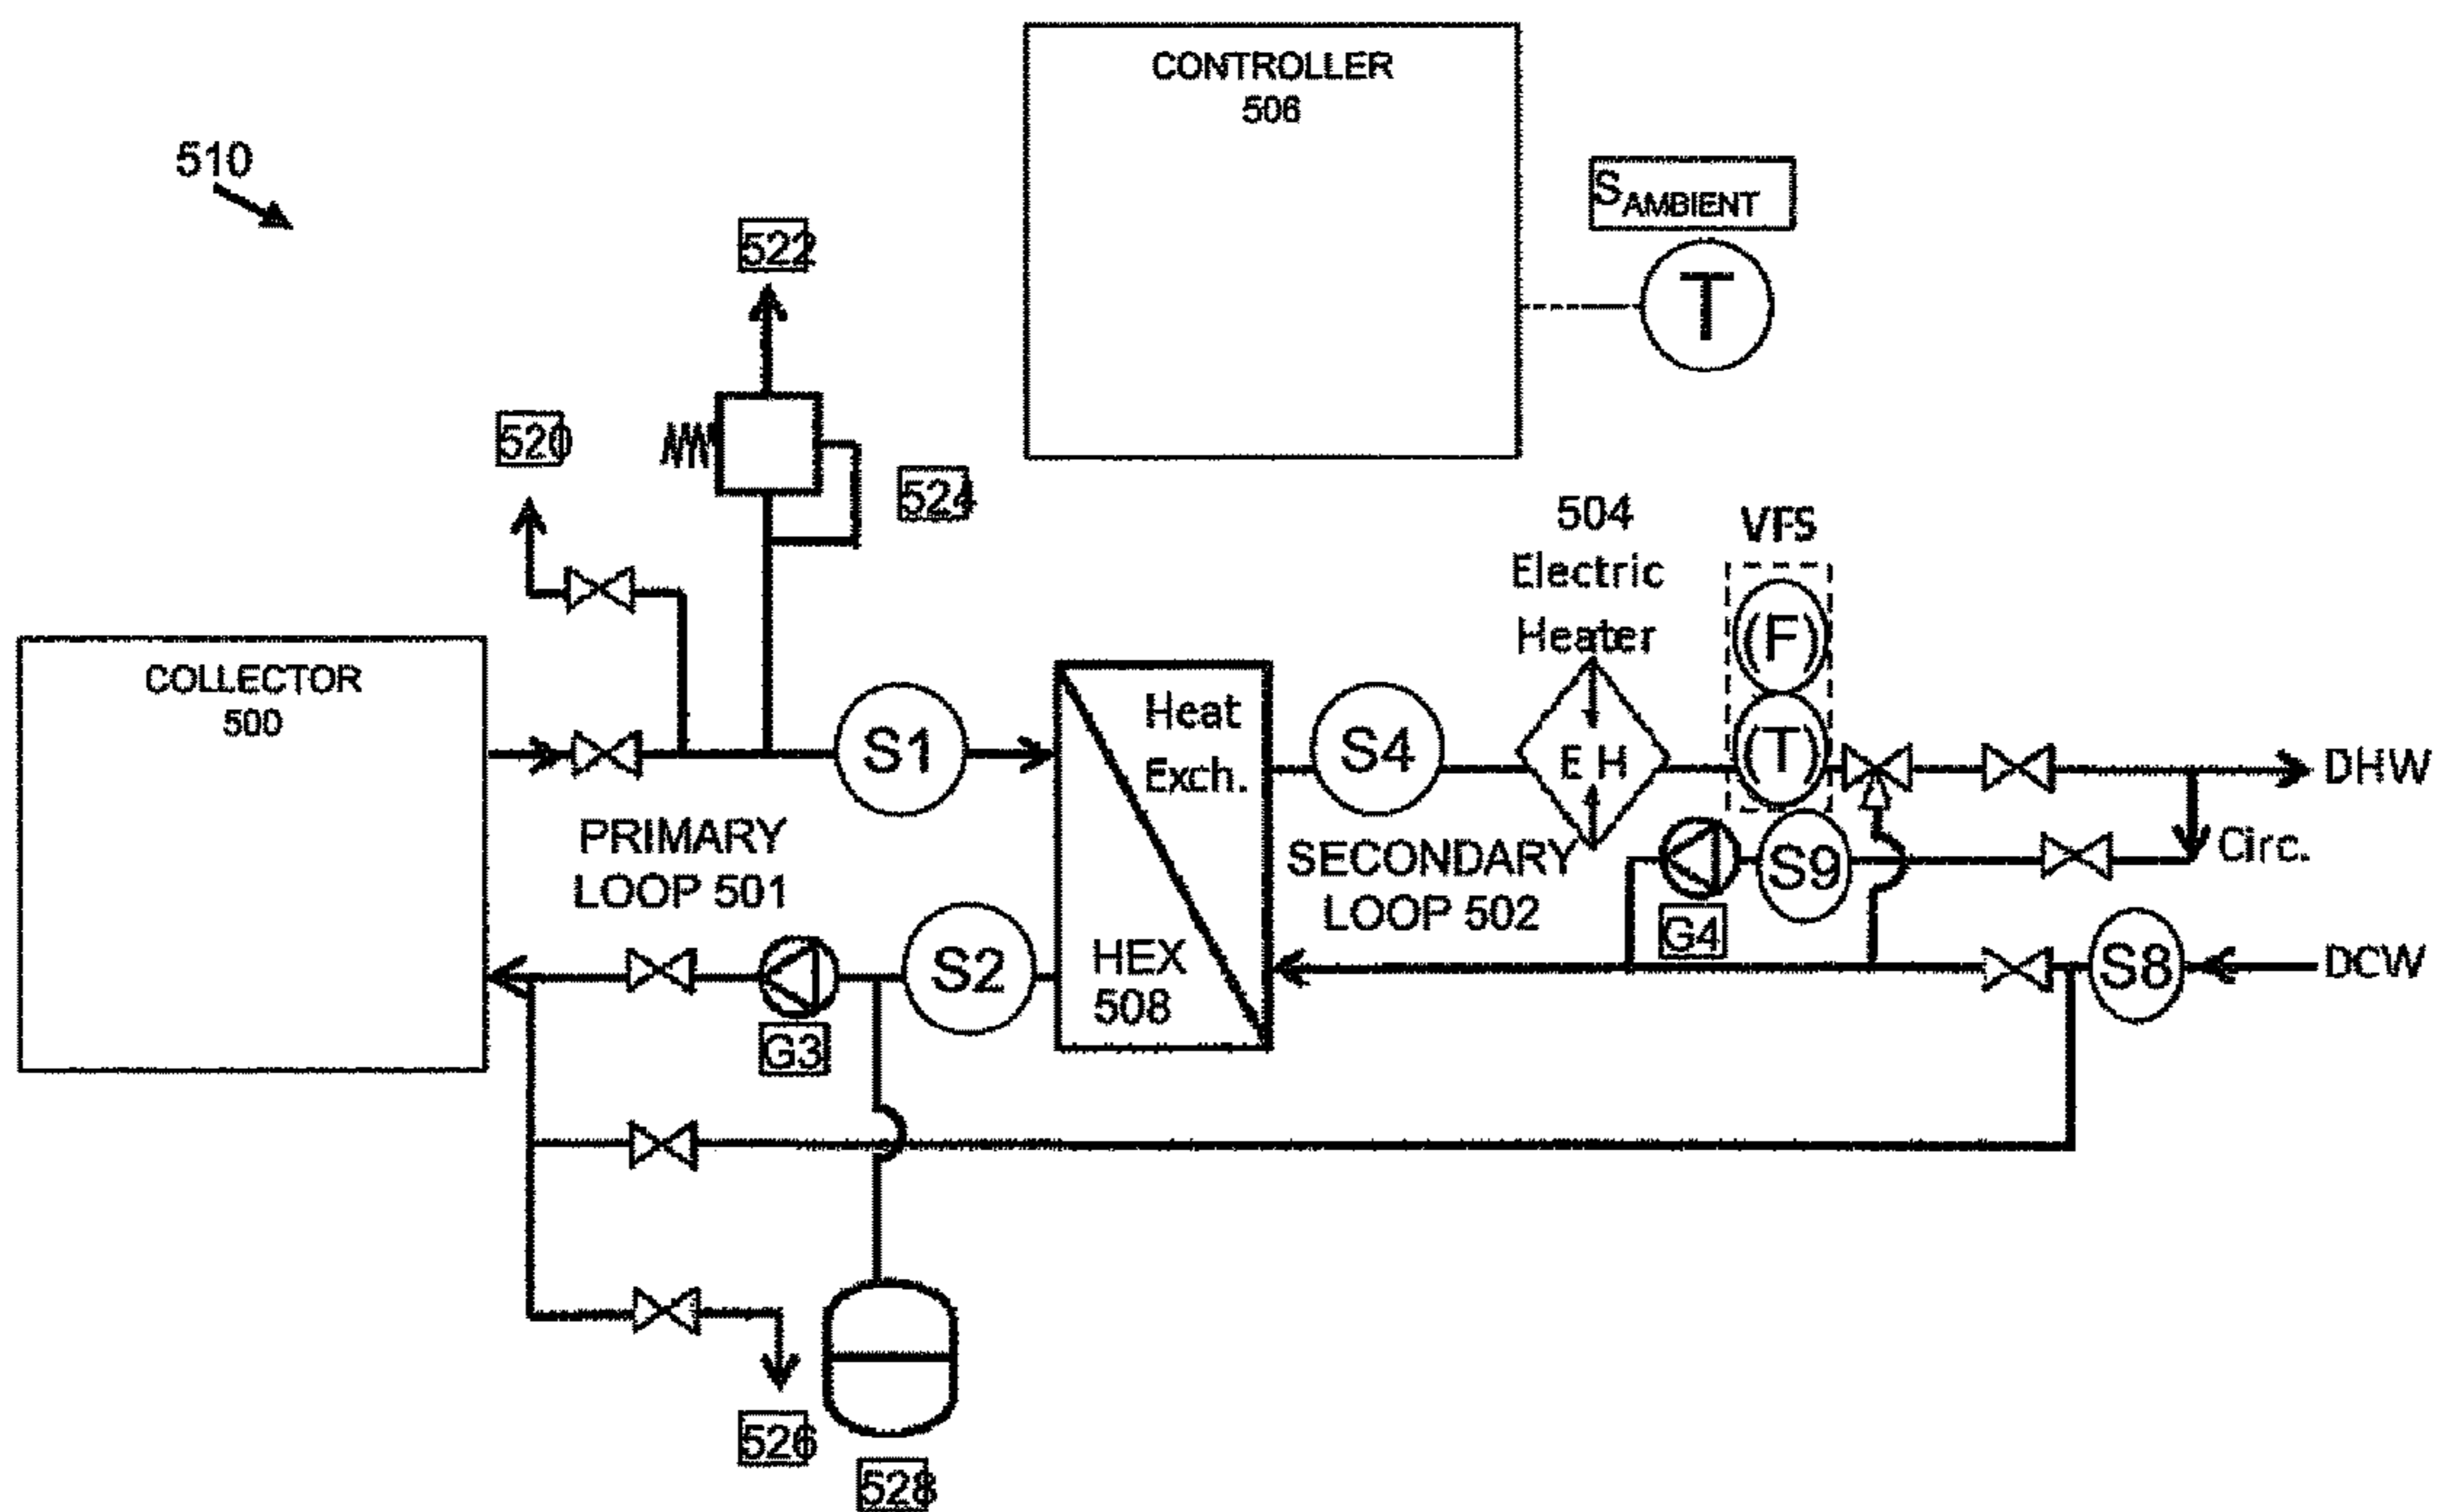 CONTROLLER
506
510
S AMBIENT
T
522
520
524
504
Electric
Heater
VFS
(F)
(T)
COLLECTOR
500
S1
Heat
Exch.
S4
E H
DHW
PRIMARY
LOOP 501
SECONDARY
LOOP 502
S9
Circ.
G4
S2
HEX
508
S8
DCW
G3
526
528